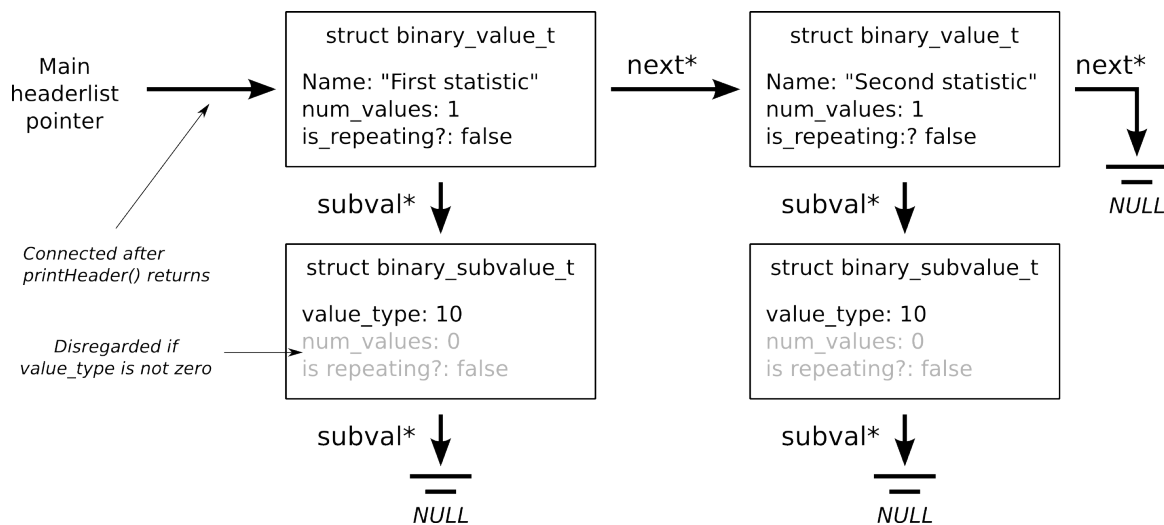 Main
headerlist
pointer
Connected after
printHeader() returns
struct binary_value_t
Name: "First statistic"
num_values: 1
is_repeating?: false
next*
struct binary_value_t
Name: "Second statistic"
num_values: 1
is_repeating:? false
next*
NULL
subval*
subval*
Disregarded if
value_type is not zero
struct binary_subvalue_t
value_type: 10
num_values: 0
is repeating?: false
struct binary_subvalue_t
value_type: 10
num_values: 0
is repeating?: false
subval*
NULL
subval*
NULL